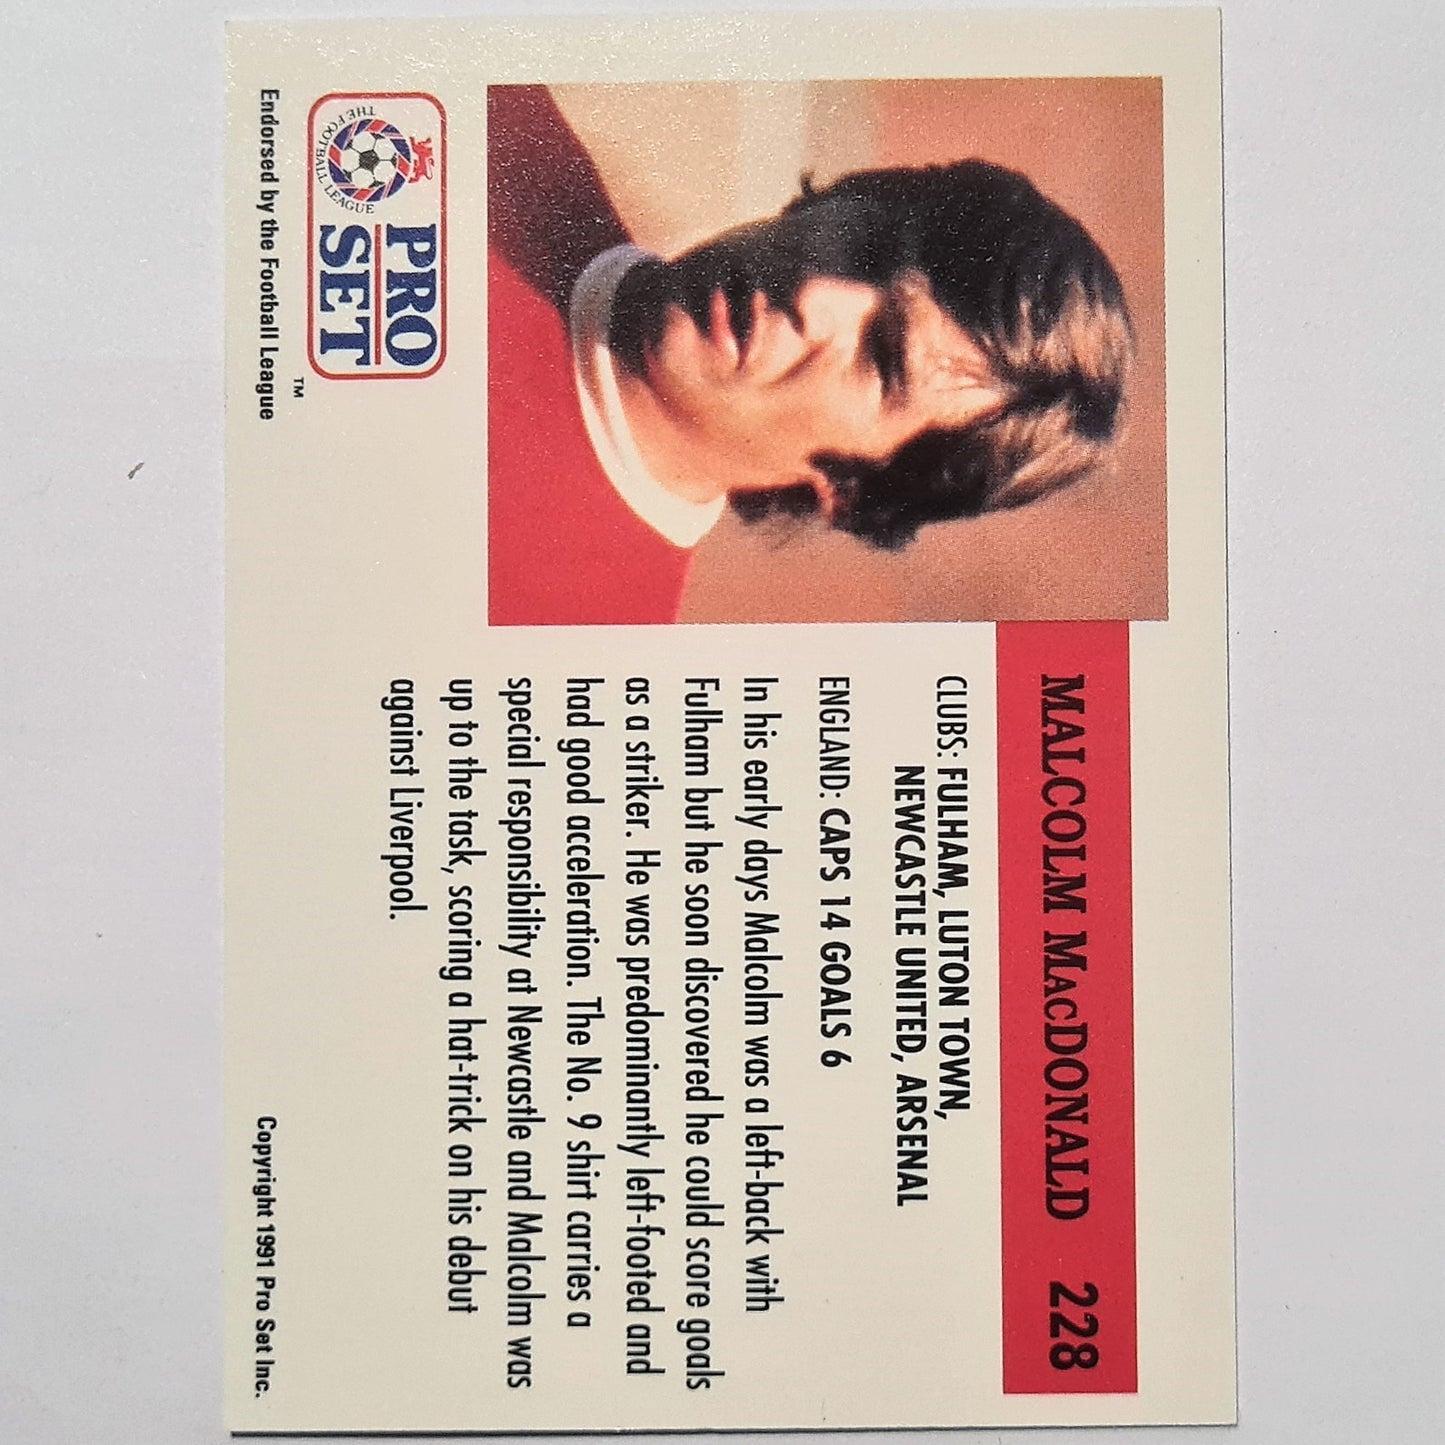 MALCOLM MACDONALD 228
CLUBS: FULHAM, LUTON TOWN,
NEWCASTLE UNITED, ARSENAL
ENGLAND: CAPS 14 GOALS 6
In his early days Malcolm was a left-back with
Fulham but he soon discovered he could score goals
as a striker. He was predominantly left-footed and
had good acceleration. The No. 9 shirt carries a
special responsibility at Newcastle and Malcolm was
up to the task, scoring a hat-trick on his debut
against Liverpool.
THE FOOTBALL LEAGUE
PRO
SET
TM
Endorsed by the Football League
Copyright 1991 Pro Set Inc.